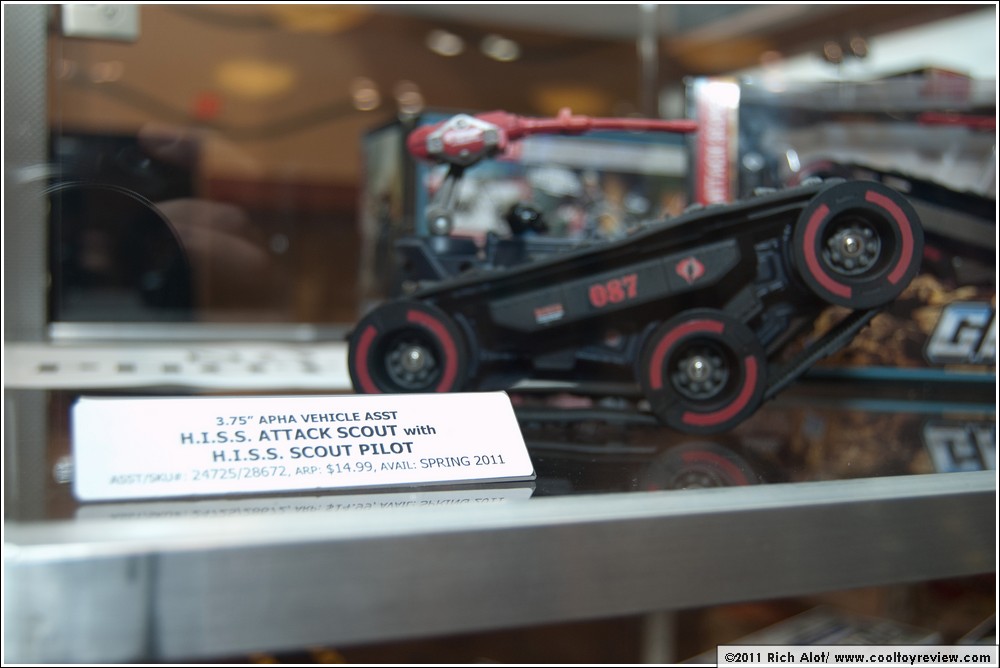 3.75” APHA VEHICLE ASST
H.I.S.S. ATTACK SCOUT with
H.I.S.S. SCOUT PILOT
ASST/SKU#: 24725/28672, ARP: $14.99, AVAIL: SPRING 2011
087
©2011 Rich Alot/ www.cooltoyreview.com